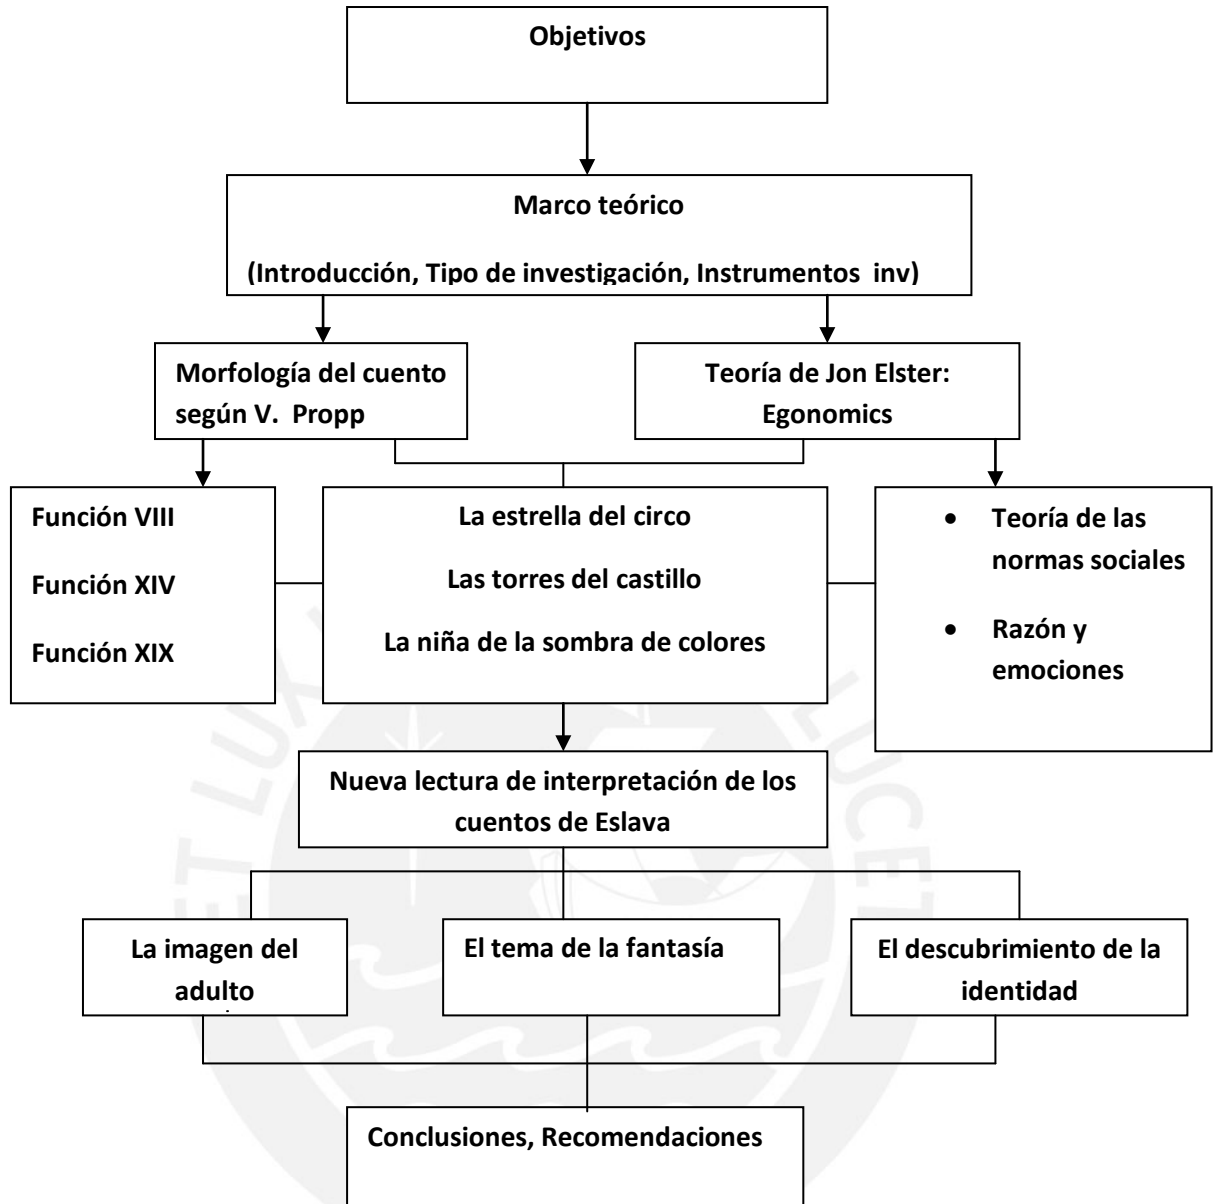 Objetivos
Marco teórico
(Introducción, Tipo de investigación, Instrumentos inv)
Morfología del cuento
según V. Propp
Teoría de Jon Elster:
Egonomics
Función VIII
Función XIV
Función XIX
La estrella del circo
Las torres del castillo
La niña de la sombra de colores
• Teoría de las
normas sociales
• Razón y
emociones
Nueva lectura de interpretación de los
cuentos de Eslava
La imagen del
adulto
El tema de la fantasía
El descubrimiento de la
identidad
Conclusiones, Recomendaciones
ET LUX
LUCET